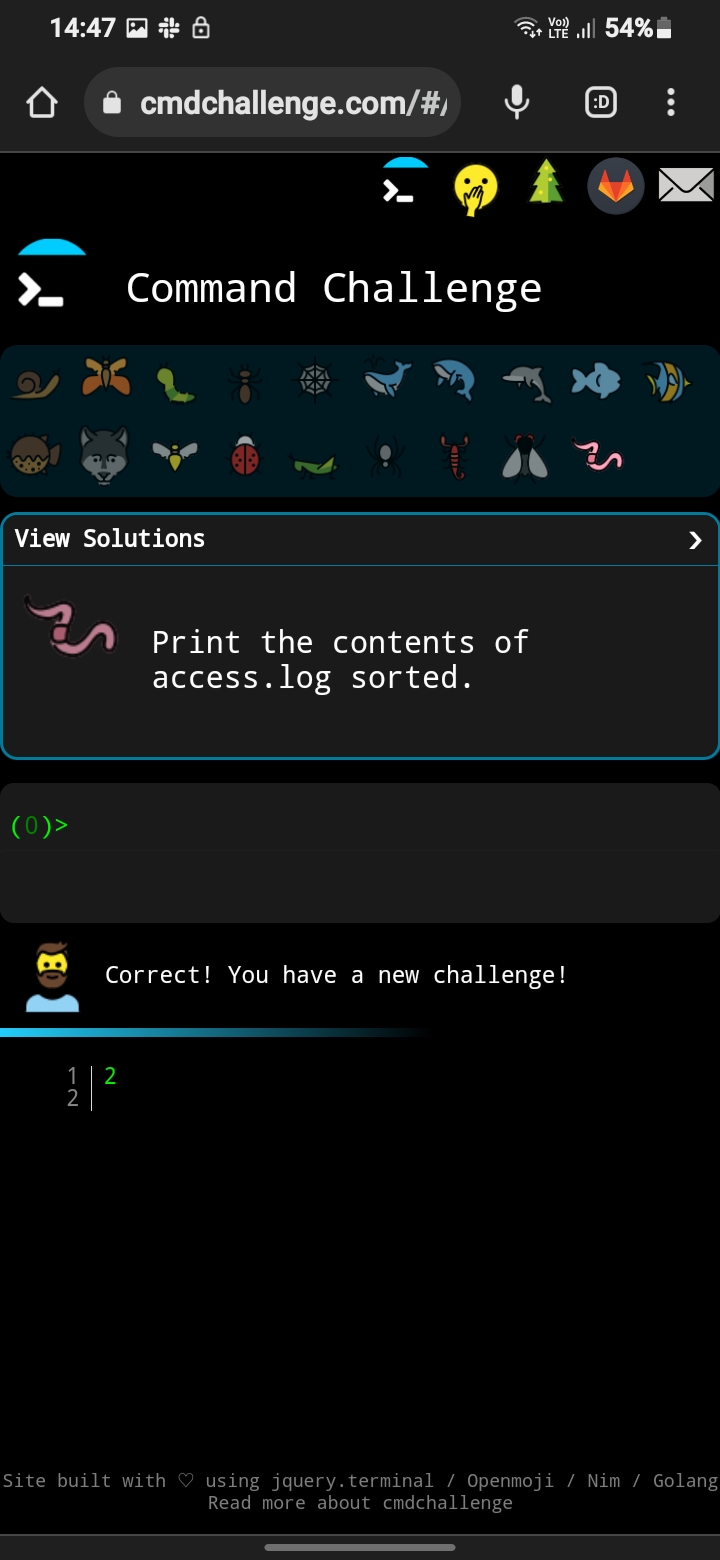 14:47 Vo)) LTE 54%
cmdchallenge.com/#/ :D
Command Challenge
View Solutions ❯
Print the contents of
access.log sorted.
(0)>
Correct! You have a new challenge!
1 2
2
Site built with ♡ using jquery.terminal / Openmoji / Nim / Golang
Read more about cmdchallenge